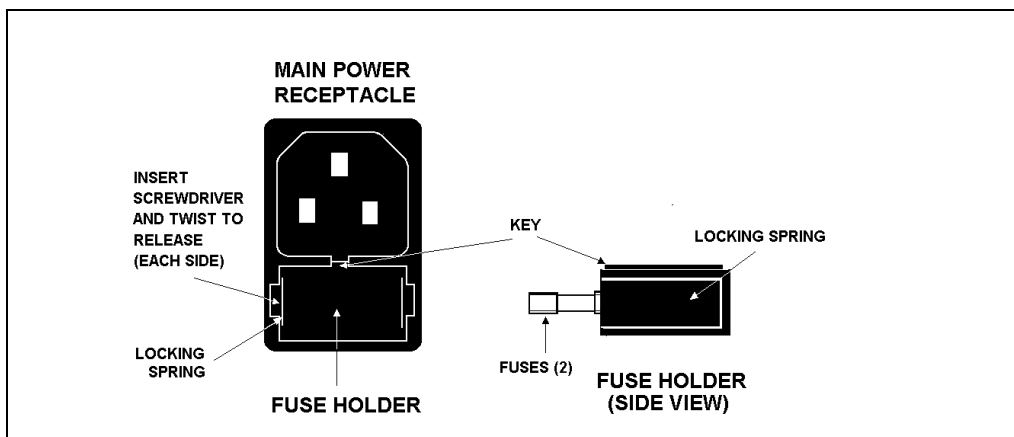 MAIN POWER
RECEPTACLE
INSERT
SCREWDRIVER
AND TWIST TO
RELEASE
(EACH SIDE)
KEY
LOCKING SPRING
LOCKING
SPRING
FUSE HOLDER
FUSES (2)
FUSE HOLDER
(SIDE VIEW)